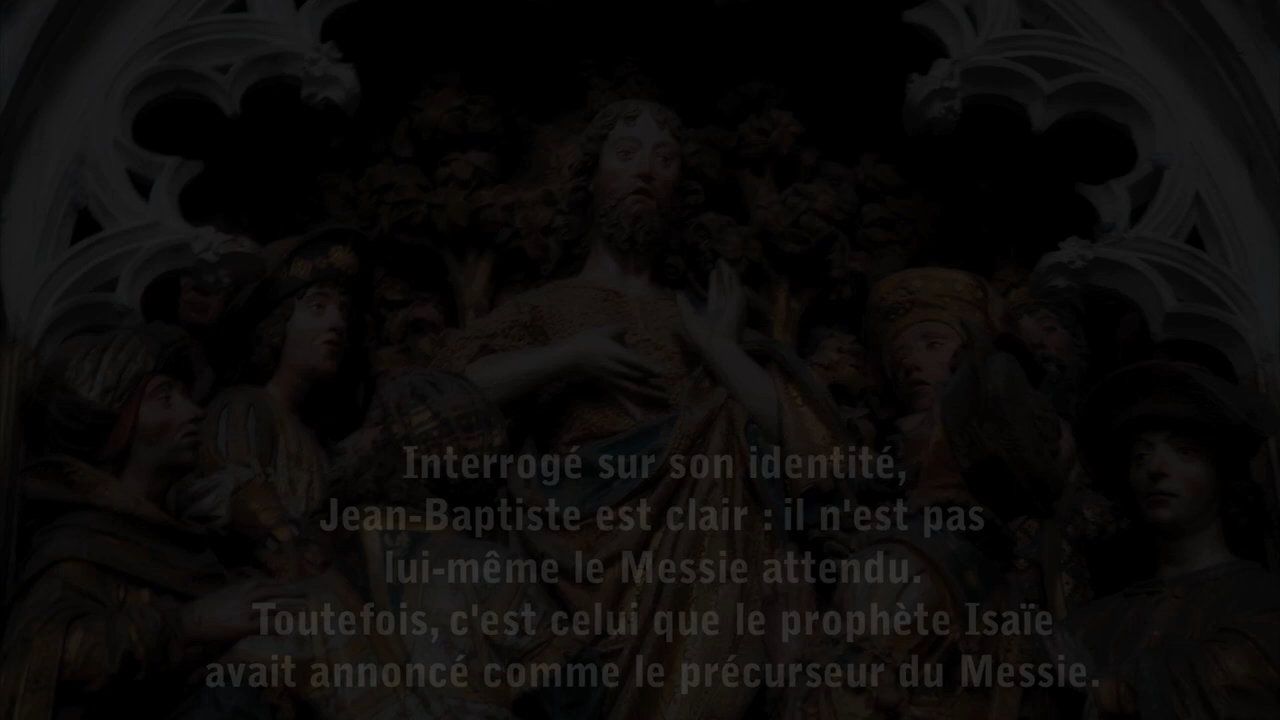 Interrogé sur son identité,
Jean-Baptiste est clair : il n'est pas
lui-même le Messie attendu.
Toutefois, c'est celui que le prophète Isaïe
avait annoncé comme le précurseur du Messie.